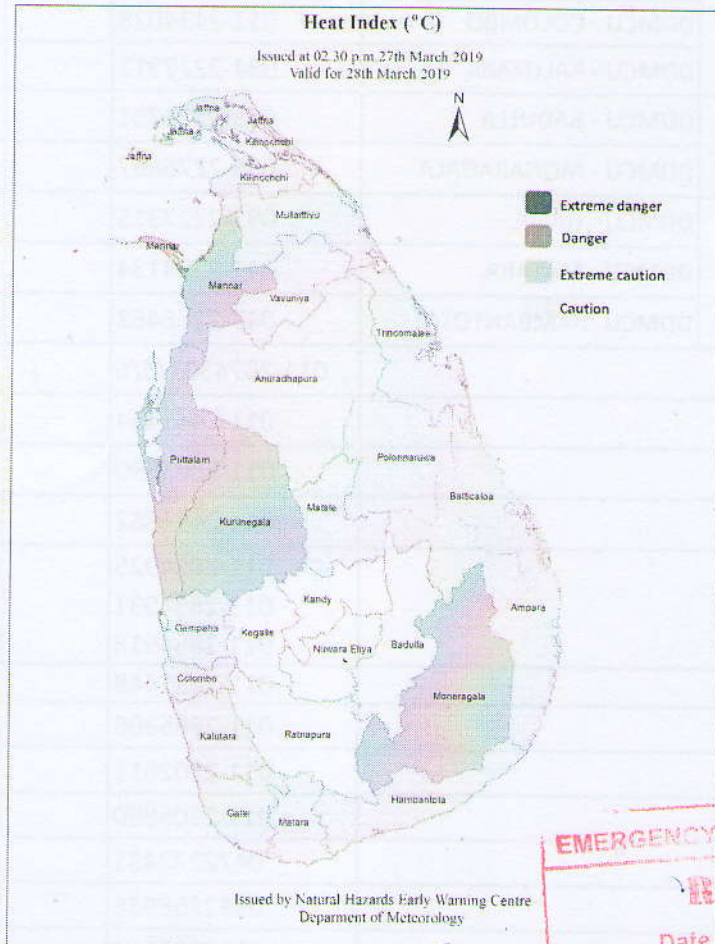 Heat Index (°C)
Issued at 02.30 p.m.27th March 2019
Valid for 28th March 2019
N
Jaffna
Jaffna
Jaffna
Jaffna
Kilinochchi
Kilinochchi
Mullaitivu
Mannar
Mannar
Vavuniya
Trincomalee
Anuradhapura
Puttalam
Polonnaruwa
Batticaloa
Matale
Kurunegala
Kandy
Ampara
Gampaha
Kegalle
Nuwara Eliya
Badulla
Colombo
Moneragala
Kalutara
Ratnapura
Hambantota
Galle
Matara
Extreme danger
Danger
Extreme caution
Caution
EMERGENCY
Date
Issued by Natural Hazards Early Warning Centre
Deparment of Meteorology